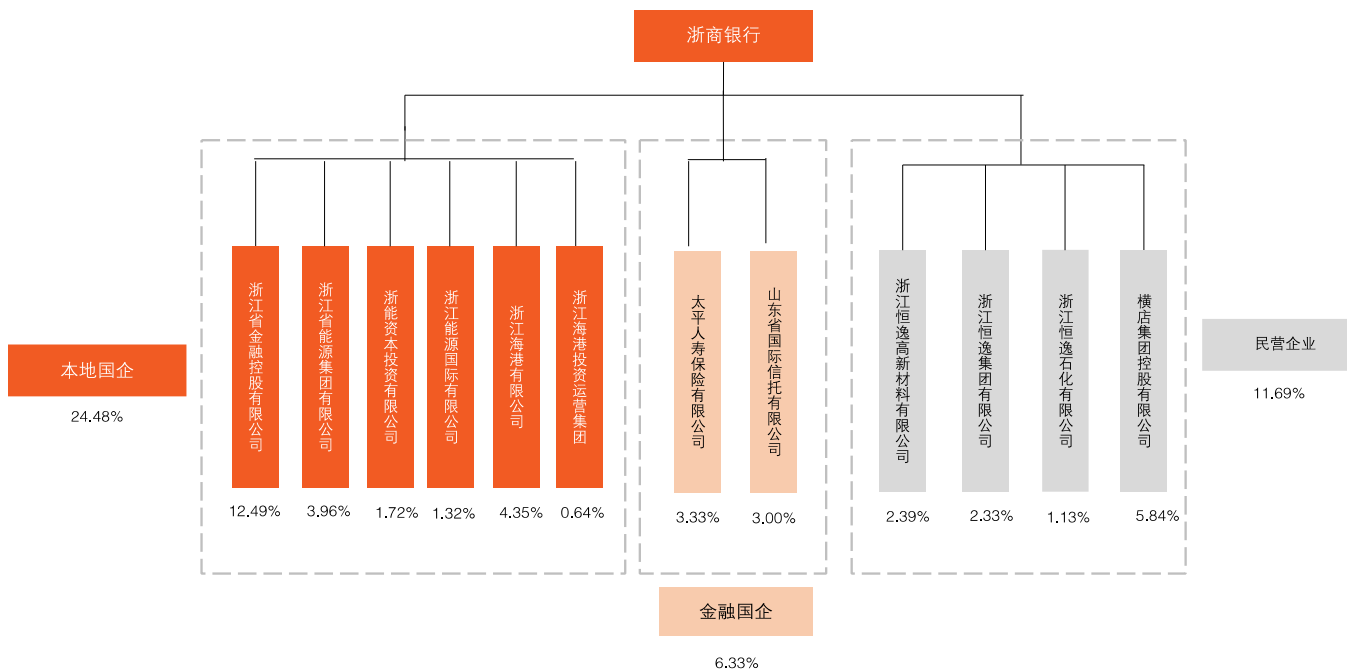 浙商银行
浙江省金融控股有限公司
浙江省能源集团有限公司
浙能资本投资有限公司
浙江能源国际有限公司
浙江海港有限公司
浙江海港投资运营集团
太平人寿保险有限公司
山东省国际信托有限公司
浙江恒逸高新材料有限公司
浙江恒逸集团有限公司
浙江恒逸石化有限公司
横店集团控股有限公司
本地国企
24.48%
民营企业
11.69%
12.49%
3.96%
1.72%
1.32%
4.35%
0.64%
3.33%
3.00%
2.39%
2.33%
1.13%
5.84%
金融国企
6.33%